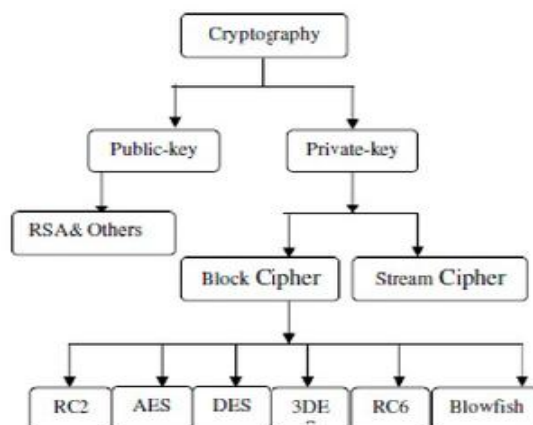 Cryptography
Public-key
Private-key
RSA& Others
Block Cipher
Stream Cipher
RC2
AES
DES
3DE
RC6
Blowfish